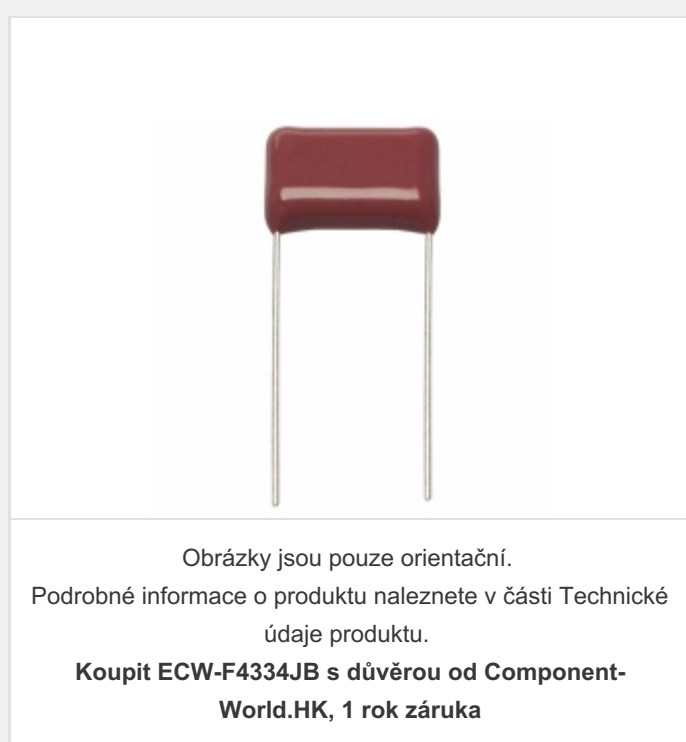 Obrázky jsou pouze orientační.
Podrobné informace o produktu naleznete v části Technické
údaje produktu.
Koupit ECW-F4334JB s důvěrou od Component-
World.HK, 1 rok záruka